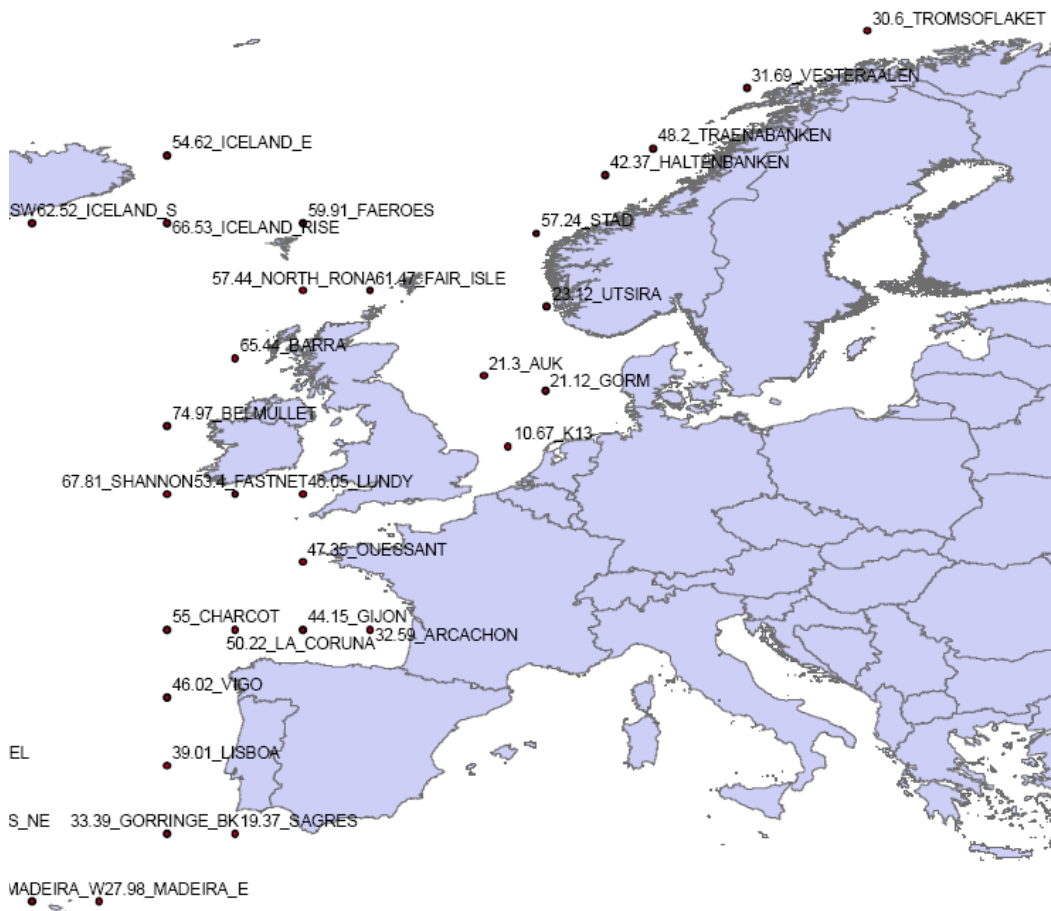 30.6_TROMSOFLAKET
31.69_VESTERAALEN
48.2_TRAENABANKEN
54.62_ICELAND_E
42.37_HALTENBANKEN
SW62.52_ICELAND_S
59.91_FAEROES
66.53_ICELAND_RISE
57.24_STAD
57.44_NORTH_RONA61.47_FAIR_ISLE
23.12_UTSIRA
65.44_BARRA
21.3_AUK
21.12_GORM
74.97_BELMULLET
10.67_K13
67.81_SHANNON53.4_FASTNET46.05_LUNDY
47.35_OUESSANT
55_CHARCOT
44.15_GIJON
32.59_ARCACHON
50.22_LA_CORUNA
46.02_VIGO
EL
39.01_LISBOA
S_NE
33.39_GORRINGE_BK19.37_SAGRES
MADEIRA_W27.98_MADEIRA_E